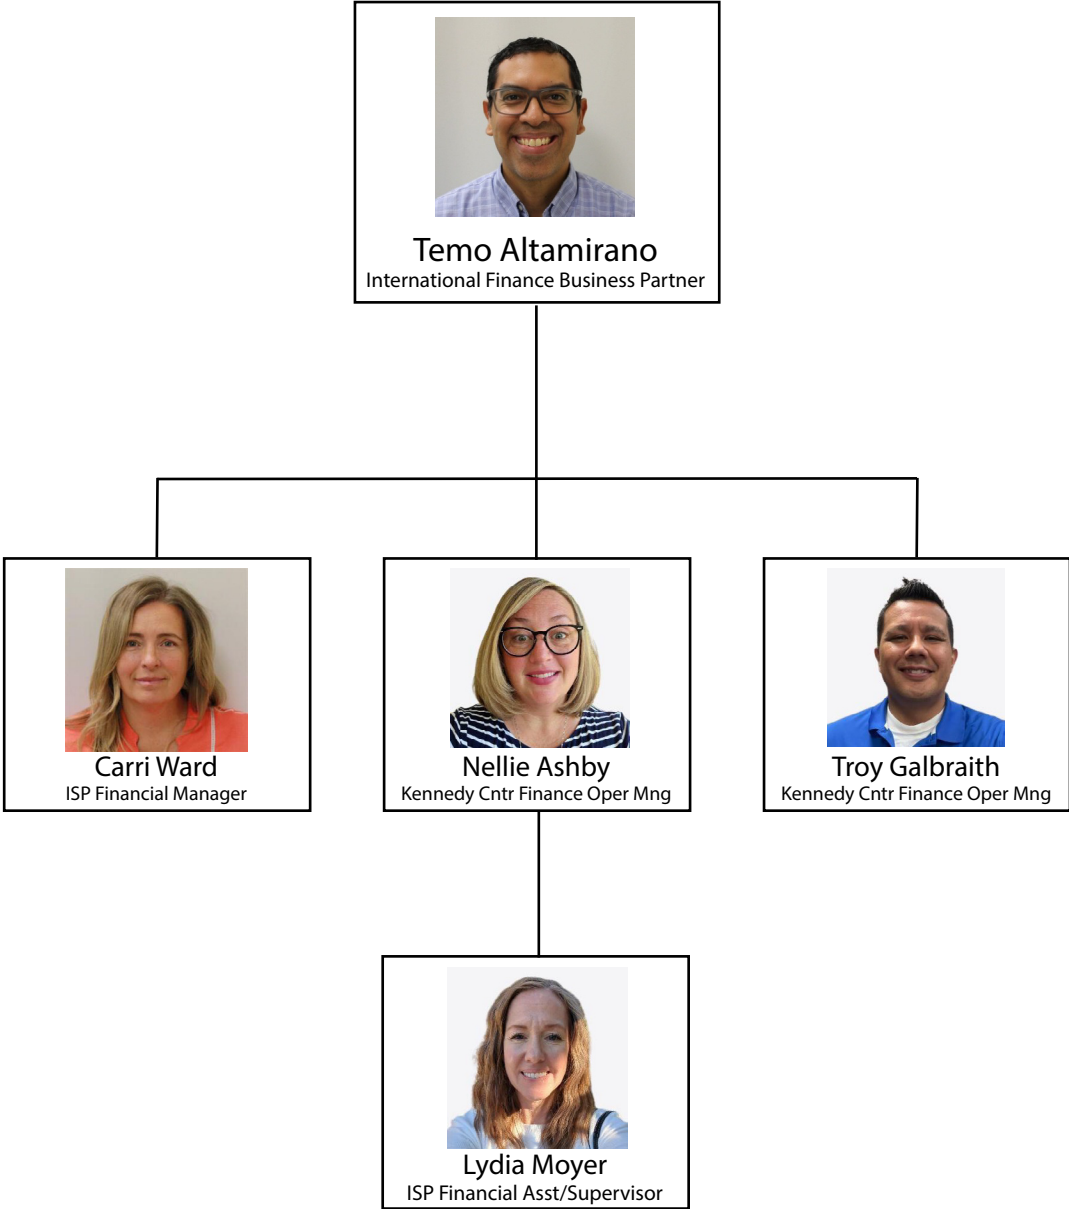 Temo Altamirano
International Finance Business Partner
Carri Ward
ISP Financial Manager
Nellie Ashby
Kennedy Cntr Finance Oper Mng
Troy Galbraith
Kennedy Cntr Finance Oper Mng
Lydia Moyer
ISP Financial Asst/Supervisor